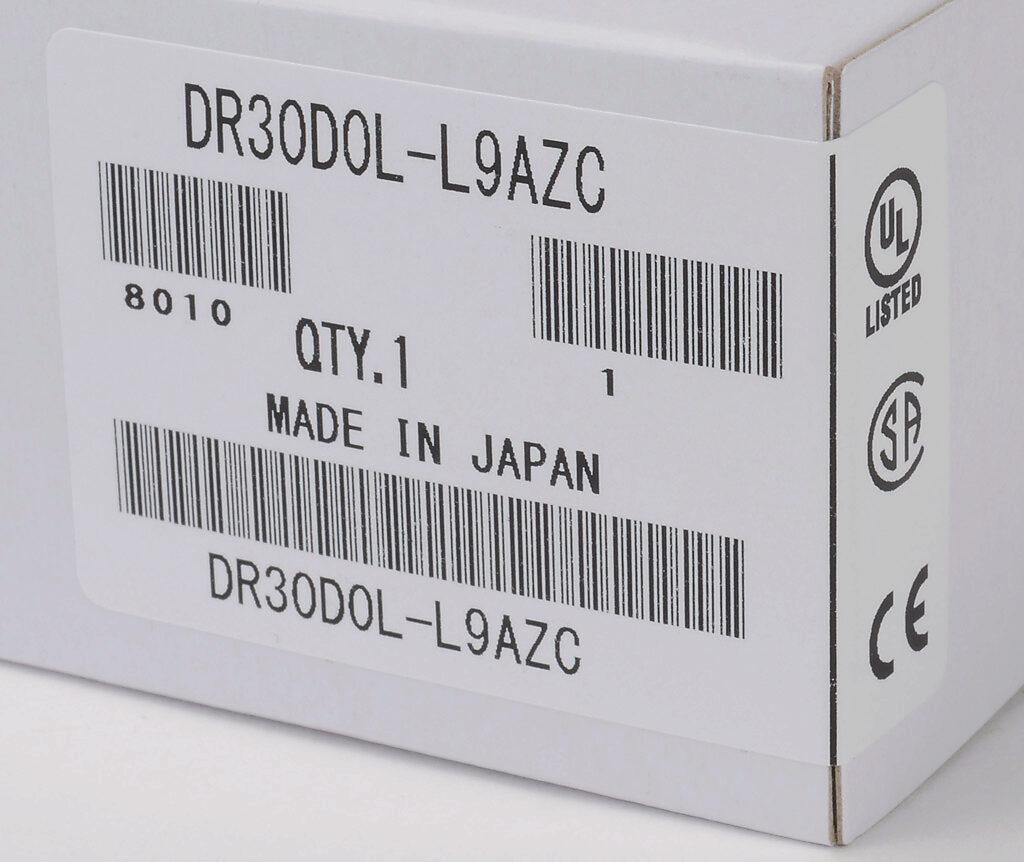 DR30D0L-L9AZC
8010
1
QTY.1
MADE IN JAPAN
DR30D0L-L9AZC
UL
LISTED
SA
CE